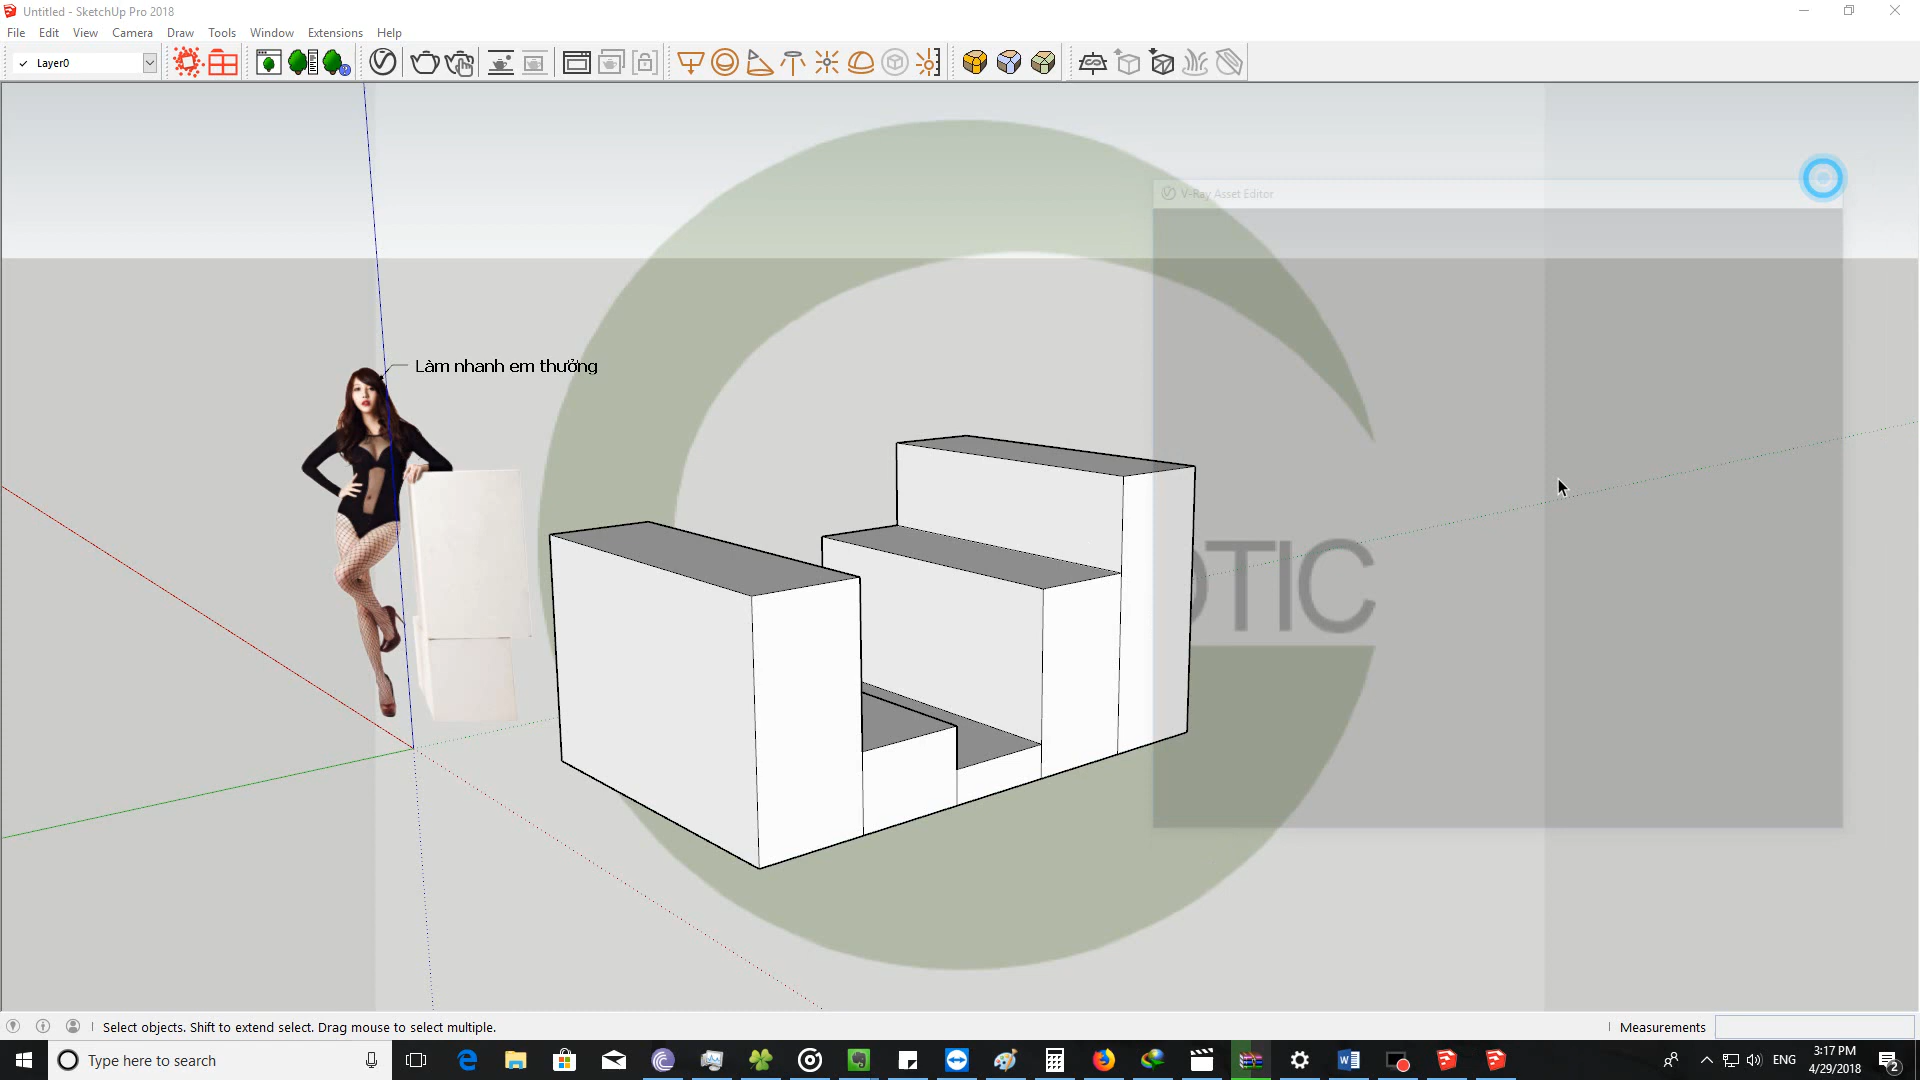 Untitled - SketchUp Pro 2018
File Edit View Camera Draw Tools Window Extensions Help
Layer0
V-Ray Asset Editor
Làm nhanh em thưởng
OTIC
Select objects. Shift to extend select. Drag mouse to select multiple.
Measurements
Type here to search
ENG
3:17 PM
4/29/2018
2